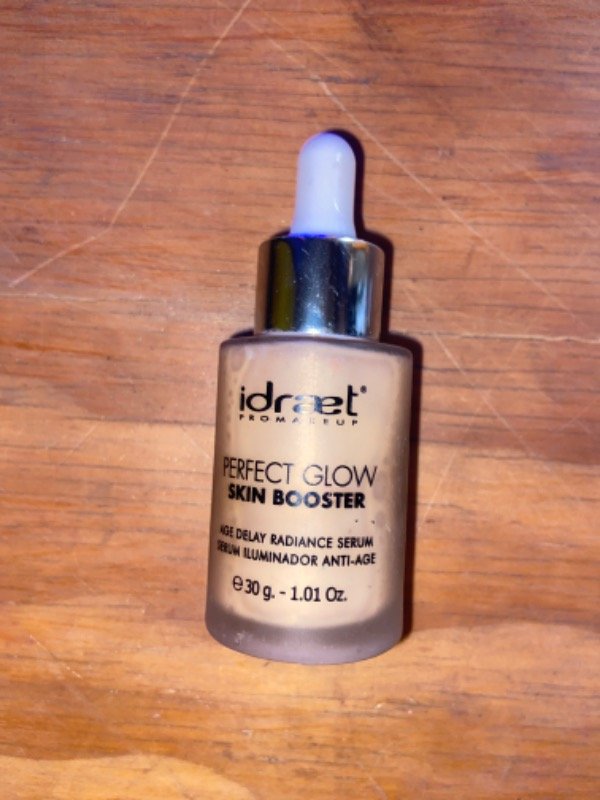 idraet®
PROMAKEUP
PERFECT GLOW
SKIN BOOSTER
AGE DELAY RADIANCE SERUM
SERUM ILUMINADOR ANTI-AGE
℮ 30 g. - 1.01 Oz.